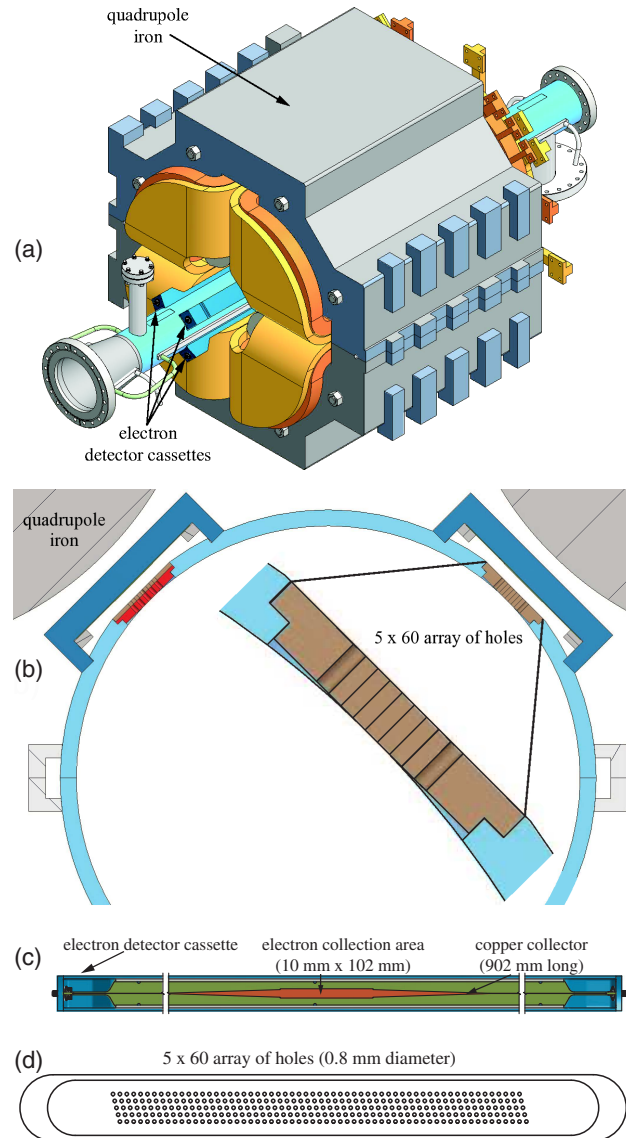 quadrupole
iron
(a)
electron
detector cassettes
quadrupole
iron
5 x 60 array of holes
(b)
electron detector cassette
electron collection area
(10 mm x 102 mm)
copper collector
(902 mm long)
(c)
5 x 60 array of holes (0.8 mm diameter)
(d)